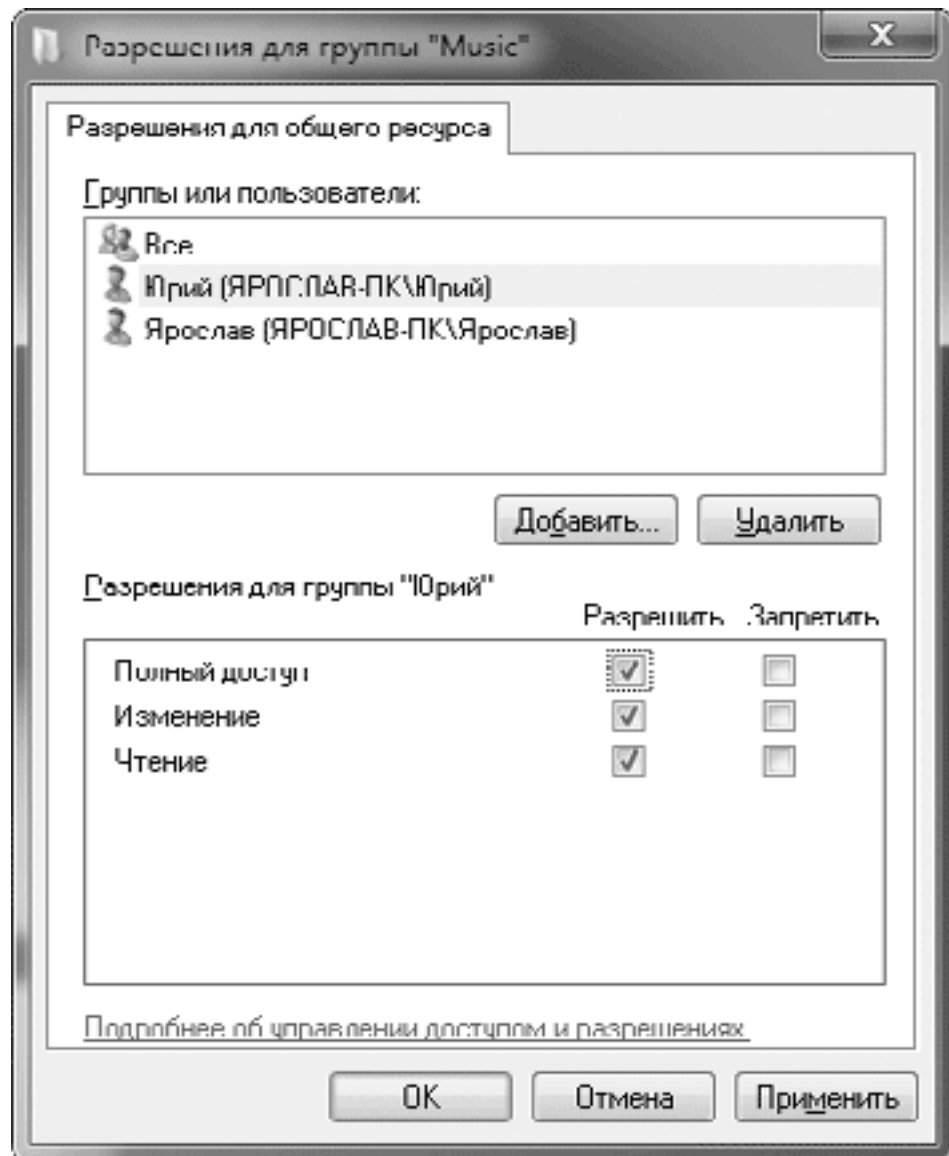 Разрешения для группы "Music"
Разрешения для общего ресурса
Группы или пользователи:
Все
Юрий (ЯРОСЛАВ-ПК\Юрий)
Ярослав (ЯРОСЛАВ-ПК\Ярослав)
Добавить... Удалить
Разрешения для группы "Юрий"
Разрешить Запретить
Полный доступ
Изменение
Чтение
Подробнее об управлении доступом и разрешениях
OK Отмена Применить